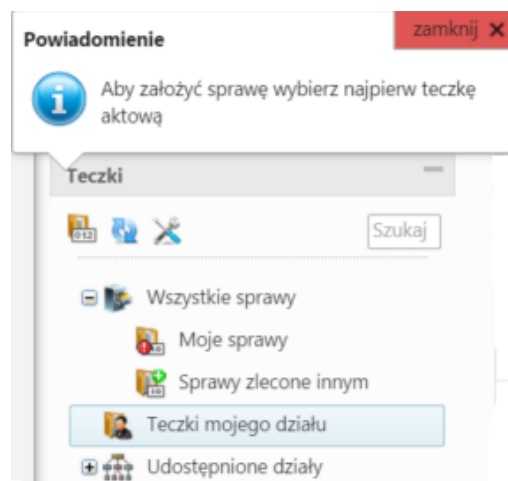 zamknij
Powiadomienie
Aby założyć sprawę wybierz najpierw teczkę
aktową
Teczki
Szukaj
Wszystkie sprawy
Moje sprawy
Sprawy zlecone innym
Teczki mojego działu
Udostępnione działy